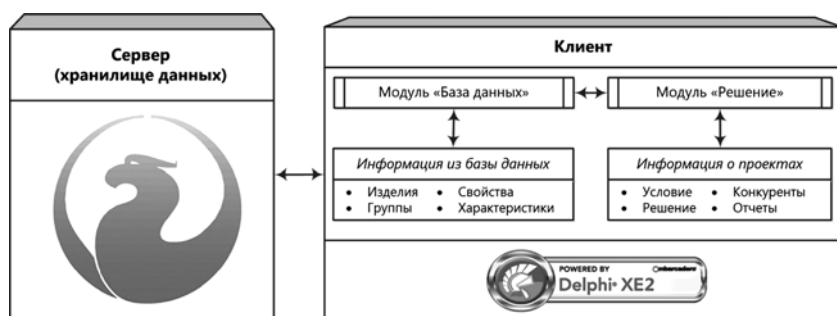 Сервер
(хранилище данных)
Клиент
Модуль «База данных»
Модуль «Решение»
Информация из базы данных
• Изделия
• Свойства
• Группы
• Характеристики
Информация о проектах
• Условие
• Конкуренты
• Решение
• Отчеты
POWERED BY
embarcadero
Delphi® XE2